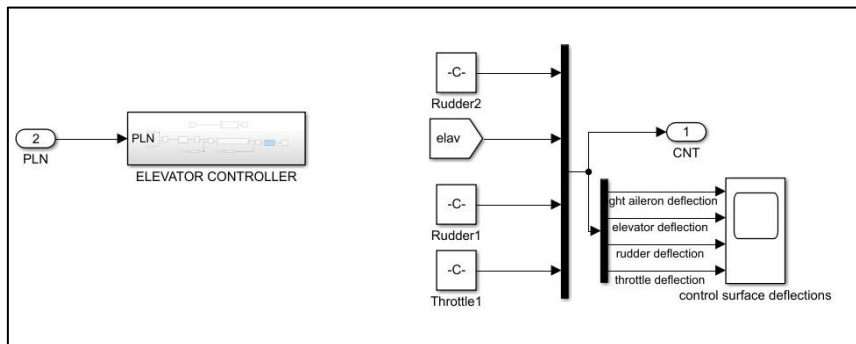 2
PLN
PLN
ELEVATOR CONTROLLER
-C-
Rudder2
elav
-C-
Rudder1
-C-
Throttle1
1
CNT
ght aileron deflection
elevator deflection
rudder deflection
throttle deflection
control surface deflections